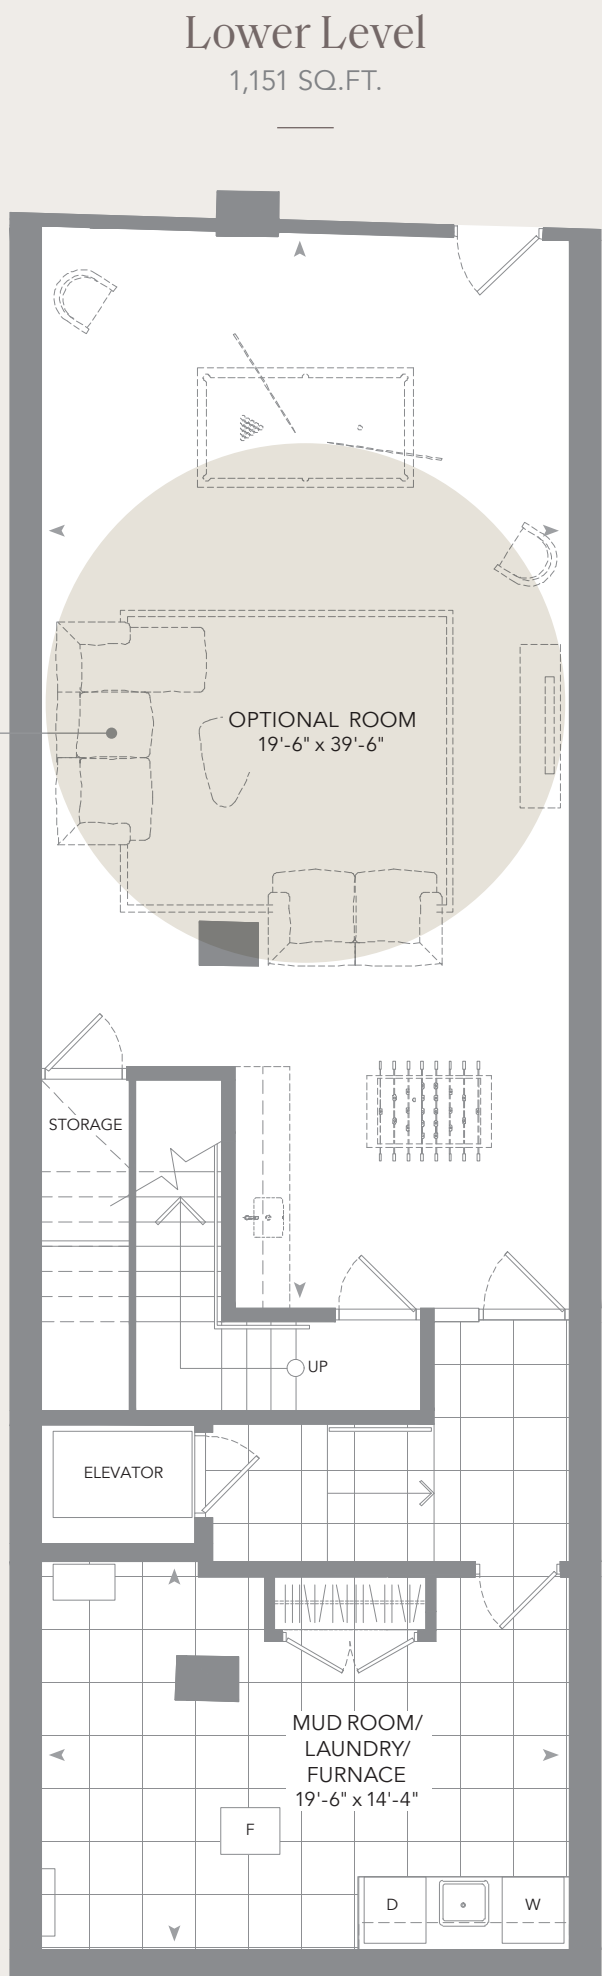 Lower Level
1,151 SQ.FT.
OPTIONAL ROOM
19'-6" x 39'-6"
STORAGE
UP
ELEVATOR
MUD ROOM/
LAUNDRY/
FURNACE
19'-6" x 14'-4"
F
D
W